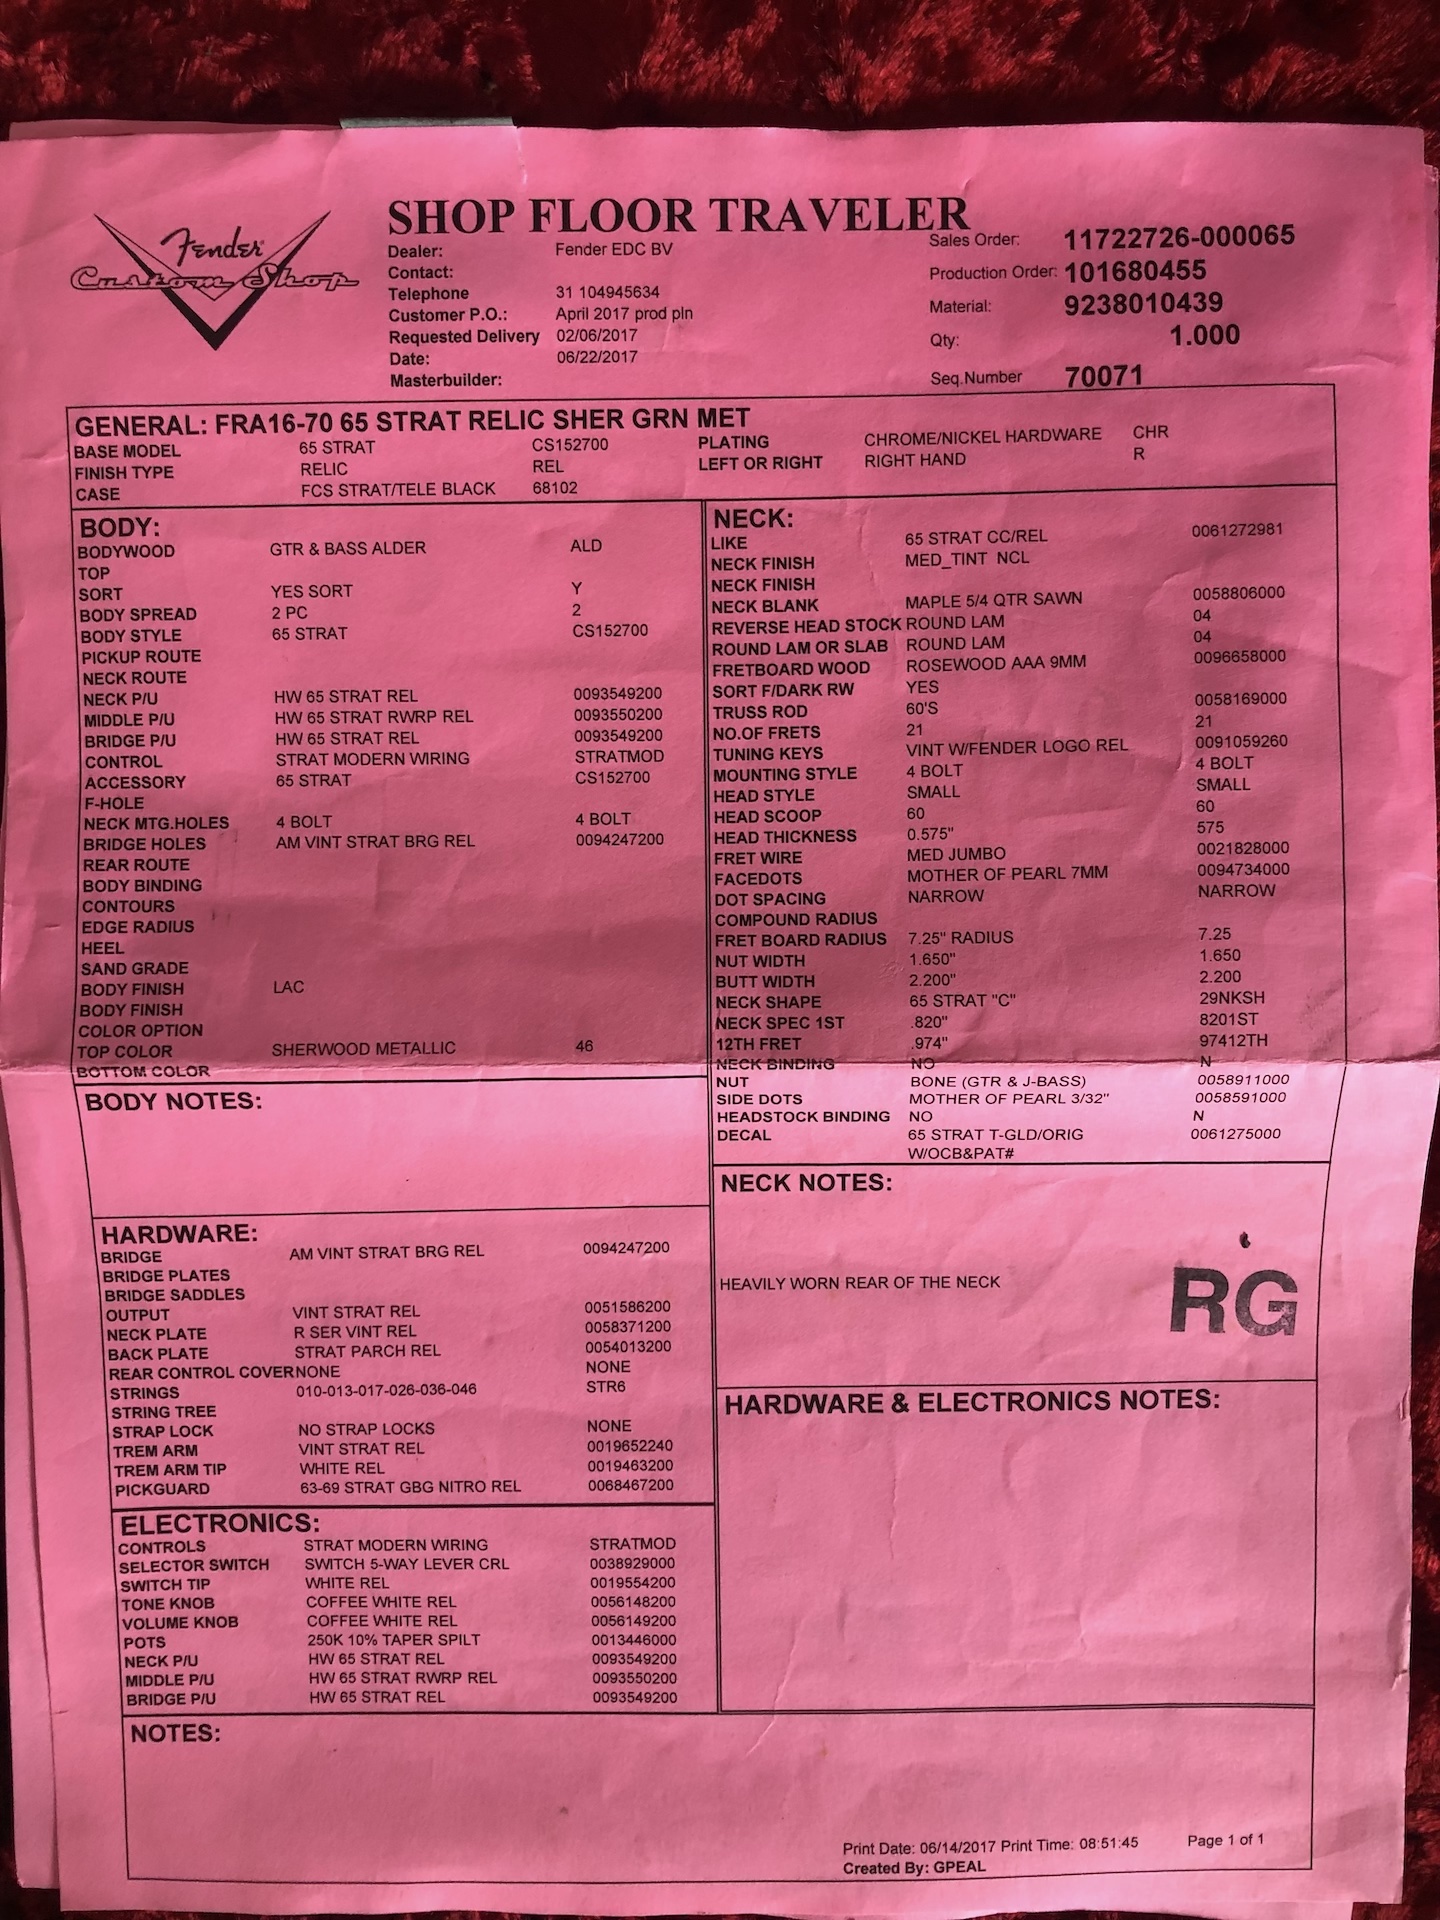 Fender
Custom Shop
SHOP FLOOR TRAVELER
Dealer: Fender EDC BV
Contact:
Telephone 31 104945634
Customer P.O.: April 2017 prod pln
Requested Delivery 02/06/2017
Date: 06/22/2017
Masterbuilder:
Sales Order: 11722726-000065
Production Order: 101680455
Material: 9238010439
Qty: 1.000
Seq.Number 70071
GENERAL: FRA16-70 65 STRAT RELIC SHER GRN MET
BASE MODEL 65 STRAT CS152700
FINISH TYPE RELIC REL
CASE FCS STRAT/TELE BLACK 68102
PLATING CHROME/NICKEL HARDWARE CHR
LEFT OR RIGHT RIGHT HAND R
BODY:
BODYWOOD GTR & BASS ALDER ALD
TOP
SORT YES SORT Y
BODY SPREAD 2 PC 2
BODY STYLE 65 STRAT CS152700
PICKUP ROUTE
NECK ROUTE
NECK P/U HW 65 STRAT REL 0093549200
MIDDLE P/U HW 65 STRAT RWRP REL 0093550200
BRIDGE P/U HW 65 STRAT REL 0093549200
CONTROL STRAT MODERN WIRING STRATMOD
ACCESSORY 65 STRAT CS152700
F-HOLE
NECK MTG.HOLES 4 BOLT 4 BOLT
BRIDGE HOLES AM VINT STRAT BRG REL 0094247200
REAR ROUTE
BODY BINDING
CONTOURS
EDGE RADIUS
HEEL
SAND GRADE
BODY FINISH LAC
BODY FINISH
COLOR OPTION
TOP COLOR SHERWOOD METALLIC 46
BOTTOM COLOR
BODY NOTES:
HARDWARE:
BRIDGE AM VINT STRAT BRG REL 0094247200
BRIDGE PLATES
BRIDGE SADDLES
OUTPUT VINT STRAT REL 0051586200
NECK PLATE R SER VINT REL 0058371200
BACK PLATE STRAT PARCH REL 0054013200
REAR CONTROL COVER NONE NONE
STRINGS 010-013-017-026-036-046 STR6
STRING TREE
STRAP LOCK NO STRAP LOCKS NONE
TREM ARM VINT STRAT REL 0019652240
TREM ARM TIP WHITE REL 0019463200
PICKGUARD 63-69 STRAT GBG NITRO REL 0068467200
ELECTRONICS:
CONTROLS STRAT MODERN WIRING STRATMOD
SELECTOR SWITCH SWITCH 5-WAY LEVER CRL 0038929000
SWITCH TIP WHITE REL 0019554200
TONE KNOB COFFEE WHITE REL 0056148200
VOLUME KNOB COFFEE WHITE REL 0056149200
POTS 250K 10% TAPER SPILT 0013446000
NECK P/U HW 65 STRAT REL 0093549200
MIDDLE P/U HW 65 STRAT RWRP REL 0093550200
BRIDGE P/U HW 65 STRAT REL 0093549200
NECK:
LIKE 65 STRAT CC/REL 0061272981
NECK FINISH MED_TINT NCL
NECK FINISH
NECK BLANK MAPLE 5/4 QTR SAWN 0058806000
REVERSE HEAD STOCK ROUND LAM 04
ROUND LAM OR SLAB ROUND LAM 04
FRETBOARD WOOD ROSEWOOD AAA 9MM 0096658000
SORT F/DARK RW YES
TRUSS ROD 60'S 0058169000
NO.OF FRETS 21 21
TUNING KEYS VINT W/FENDER LOGO REL 0091059260
MOUNTING STYLE 4 BOLT 4 BOLT
HEAD STYLE SMALL SMALL
HEAD SCOOP 60 60
HEAD THICKNESS 0.575" 575
FRET WIRE MED JUMBO 0021828000
FACEDOTS MOTHER OF PEARL 7MM 0094734000
DOT SPACING NARROW NARROW
COMPOUND RADIUS
FRET BOARD RADIUS 7.25" RADIUS 7.25
NUT WIDTH 1.650" 1.650
BUTT WIDTH 2.200" 2.200
NECK SHAPE 65 STRAT "C" 29NKSH
NECK SPEC 1ST .820" 8201ST
12TH FRET .974" 97412TH
NECK BINDING NO N
NUT BONE (GTR & J-BASS) 0058911000
SIDE DOTS MOTHER OF PEARL 3/32" 0058591000
HEADSTOCK BINDING NO N
DECAL 65 STRAT T-GLD/ORIG 0061275000
W/OCB&PAT#
NECK NOTES:
HEAVILY WORN REAR OF THE NECK
RG
HARDWARE & ELECTRONICS NOTES:
NOTES:
Print Date: 06/14/2017 Print Time: 08:51:45 Page 1 of 1
Created By: GPEAL